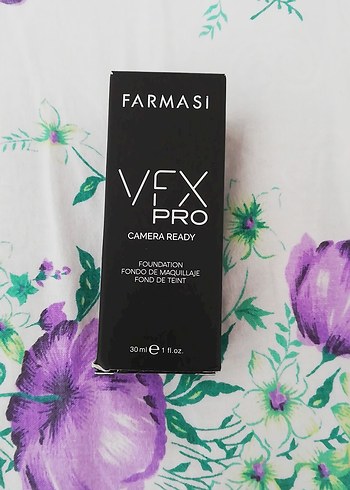 FARMASI
VFX
PRO
CAMERA READY
FOUNDATION
FONDO DE MAQUILLAJE
FOND DE TEINT
30 ml ℮ 1 fl.oz.